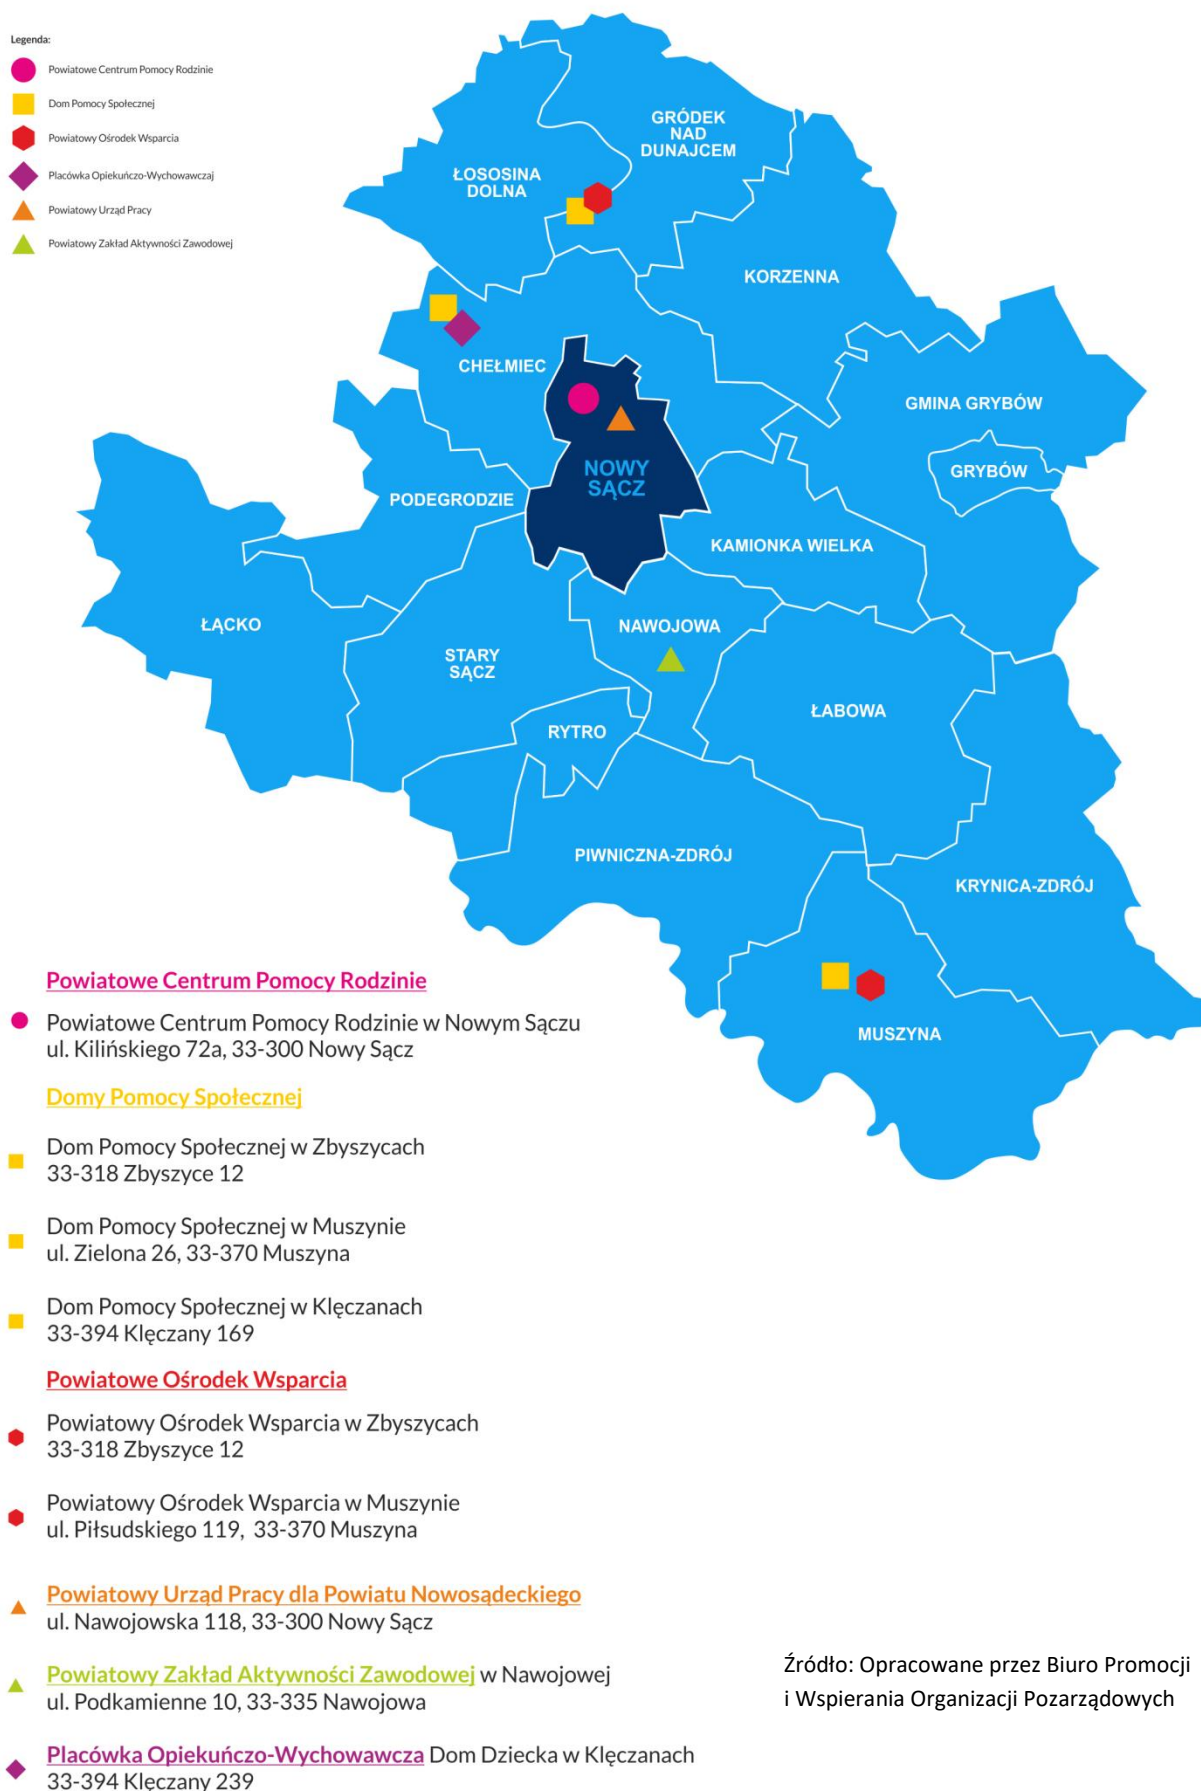 Legenda:
Powiatowe Centrum Pomocy Rodzinie
Dom Pomocy Społecznej
Powiatowy Ośrodek Wsparcia
Placówka Opiekuńczo-Wychowawczaj
Powiatowy Urząd Pracy
Powiatowy Zakład Aktywności Zawodowej
GRÓDEK
NAD
DUNAJCEM
ŁOSOSINA
DOLNA
KORZENNA
CHEŁMIEC
GMINA GRYBÓW
GRYBÓW
NOWY
SĄCZ
PODEGRODZIE
KAMIONKA WIELKA
ŁĄCKO
NAWOJOWA
STARY
SĄCZ
ŁABOWA
RYTRO
PIWNICZNA-ZDRÓJ
KRYNICA-ZDRÓJ
MUSZYNA
Powiatowe Centrum Pomocy Rodzinie
Powiatowe Centrum Pomocy Rodzinie w Nowym Sączu
ul. Kilińskiego 72a, 33-300 Nowy Sącz
Domy Pomocy Społecznej
Dom Pomocy Społecznej w Zbyszycach
33-318 Zbyszyce 12
Dom Pomocy Społecznej w Muszynie
ul. Zielona 26, 33-370 Muszyna
Dom Pomocy Społecznej w Klęczanach
33-394 Klęczany 169
Powiatowe Ośrodek Wsparcia
Powiatowy Ośrodek Wsparcia w Zbyszycach
33-318 Zbyszyce 12
Powiatowy Ośrodek Wsparcia w Muszynie
ul. Piłsudskiego 119, 33-370 Muszyna
Powiatowy Urząd Pracy dla Powiatu Nowosądeckiego
ul. Nawojowska 118, 33-300 Nowy Sącz
Powiatowy Zakład Aktywności Zawodowej w Nawojowej
ul. Podkamienne 10, 33-335 Nawojowa
Placówka Opiekuńczo-Wychowawcza Dom Dziecka w Klęczanach
33-394 Klęczany 239
Źródło: Opracowane przez Biuro Promocji
i Wspierania Organizacji Pozarządowych